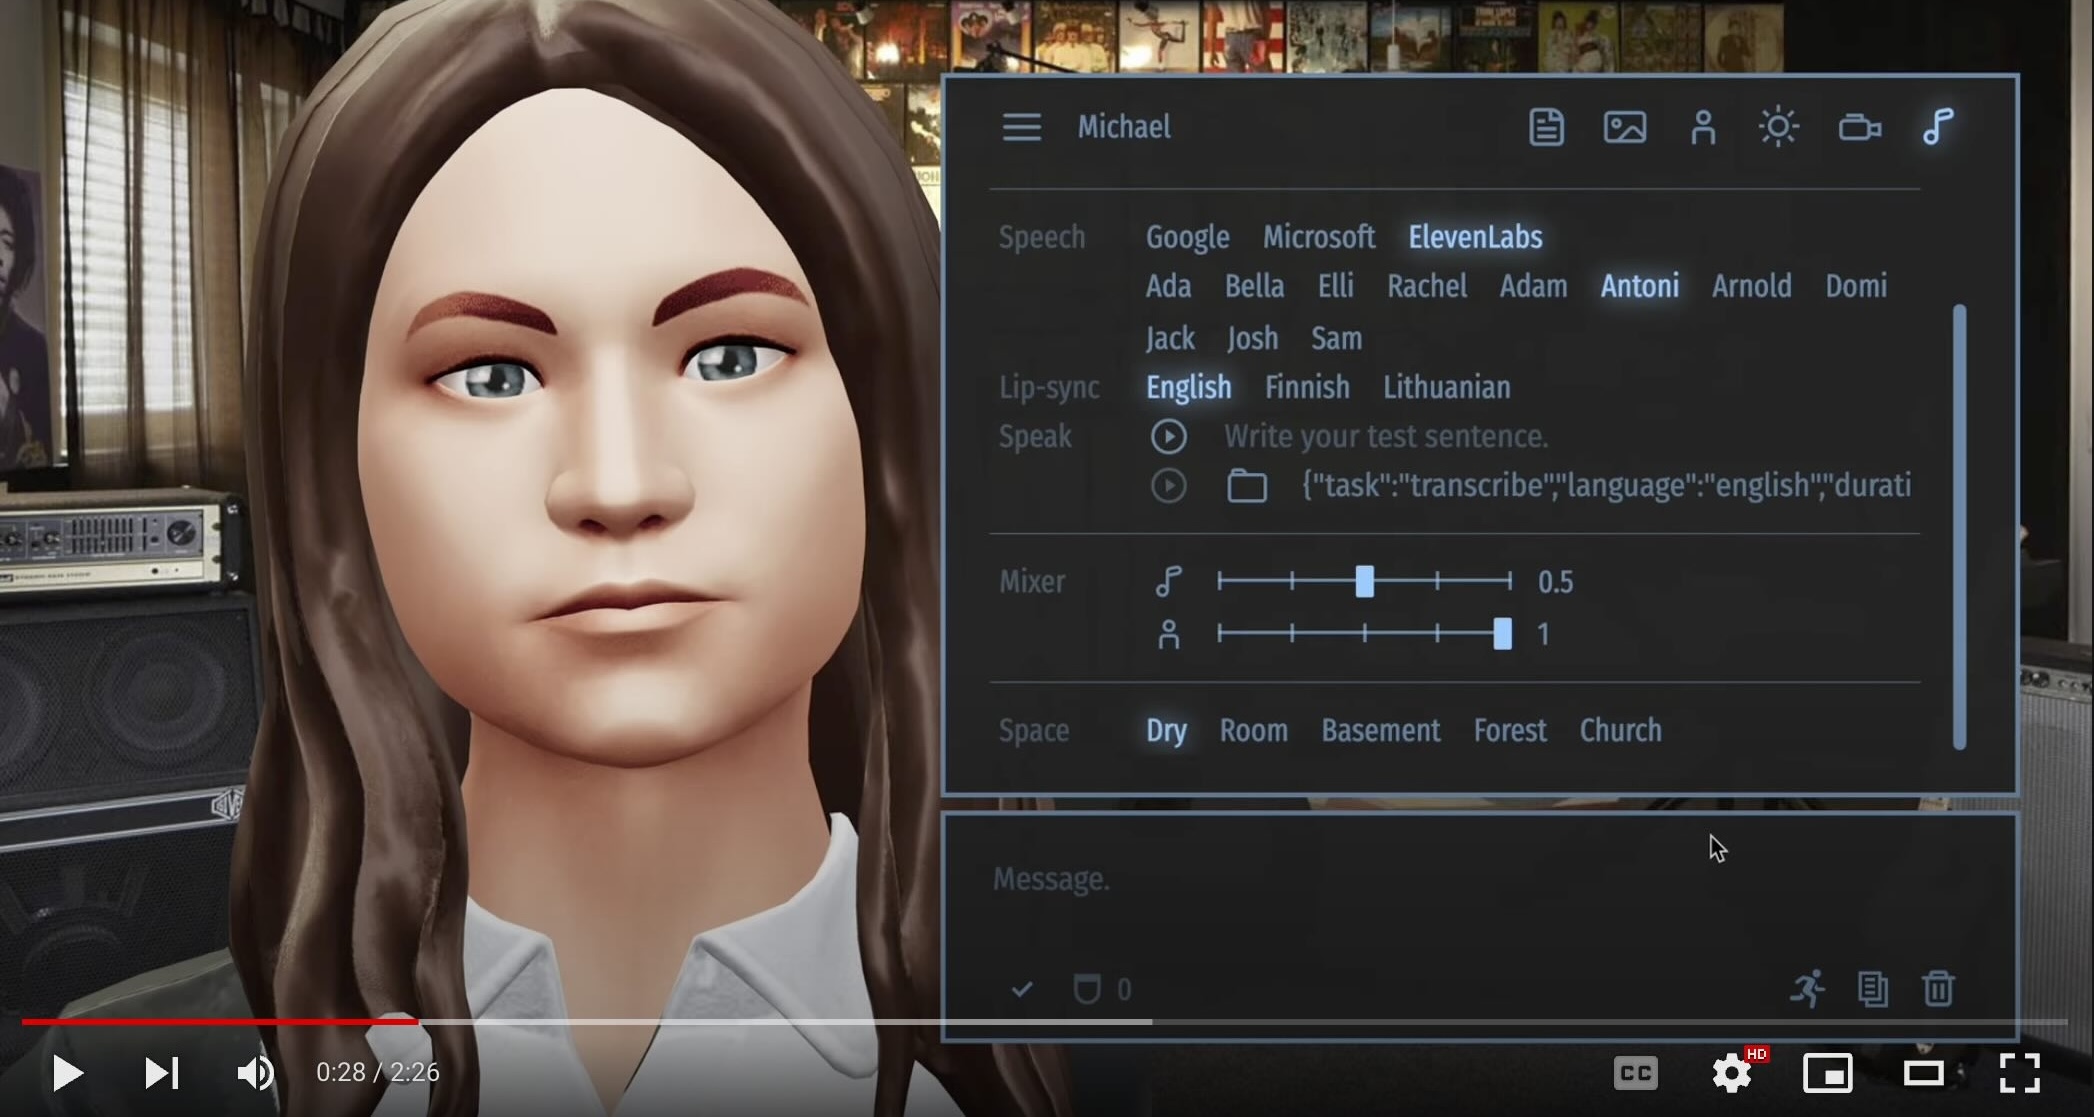 Michael
Speech Google Microsoft ElevenLabs
Ada Bella Elli Rachel Adam Antoni Arnold Domi
Jack Josh Sam
Lip-sync English Finnish Lithuanian
Speak Write your test sentence.
{"task":"transcribe","language":"english","durati
Mixer 0.5
1
Space Dry Room Basement Forest Church
Message.
0
0:28 / 2:26
CC
HD